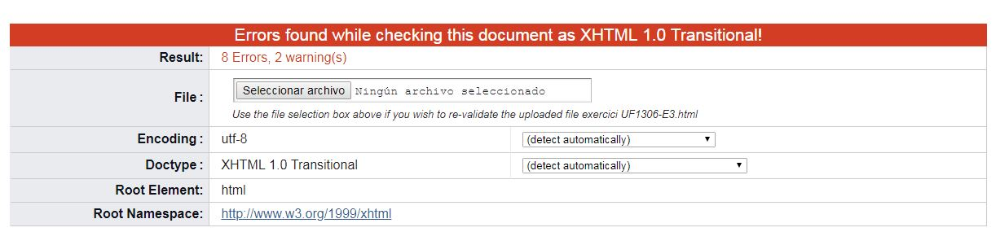 Errors found while checking this document as XHTML 1.0 Transitional!
Result: 8 Errors, 2 warning(s)
File : Seleccionar archivo Ningún archivo seleccionado
Use the file selection box above if you wish to re-validate the uploaded file exercici UF1306-E3.html
Encoding : utf-8 (detect automatically)
Doctype : XHTML 1.0 Transitional (detect automatically)
Root Element: html
Root Namespace: http://www.w3.org/1999/xhtml